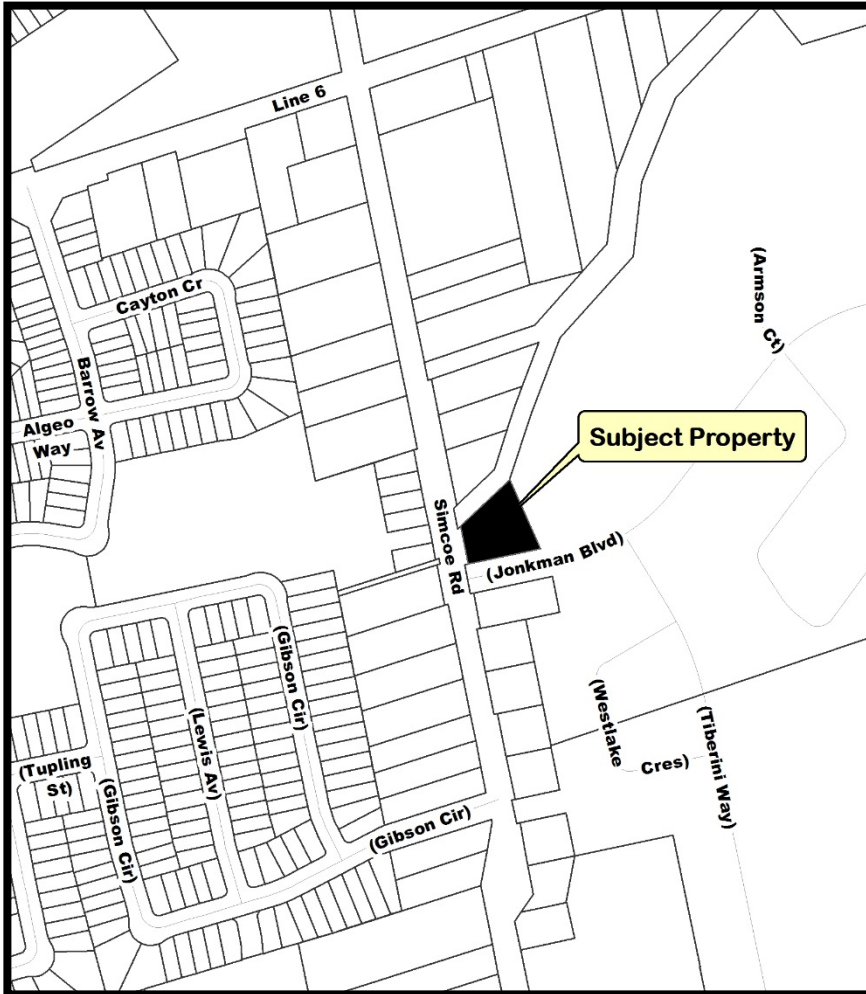 Line 6
(Armson Ct)
Cayton Cr
Barrow Av
Algeo
Way
Subject Property
Simcoe Rd
(Jonkman Blvd)
(Gibson Cir)
(Westlake
Cres)
(Tiberini Way)
(Lewis Av)
(Tupling
St)
(Gibson Cir)
(Gibson Cir)